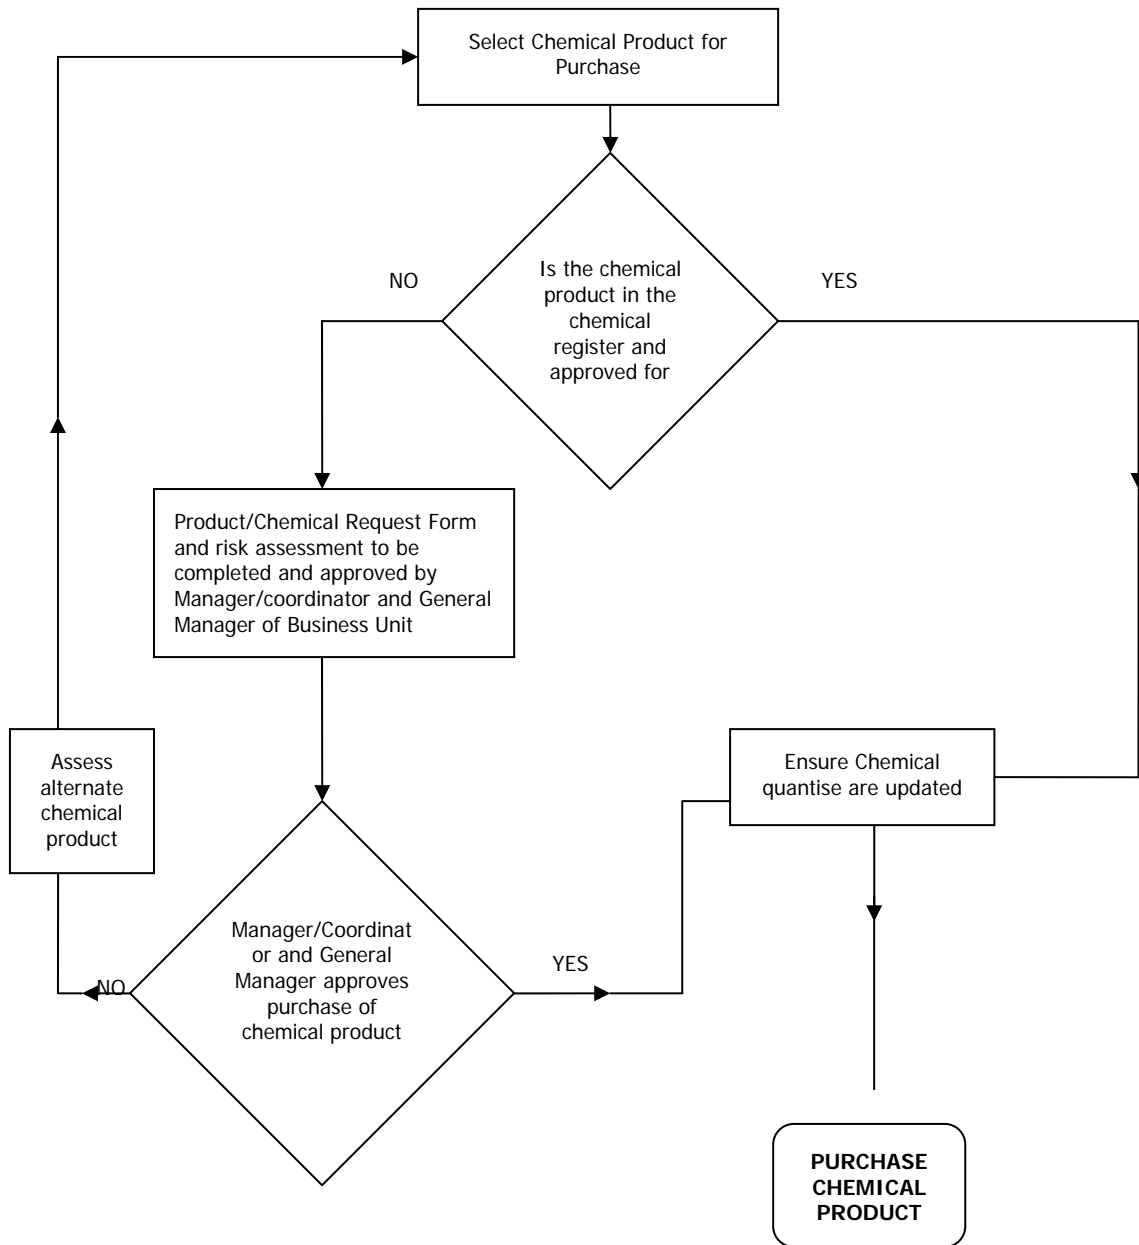 Select Chemical Product for
Purchase
NO
YES
Is the chemical
product in the
chemical
register and
approved for
Product/Chemical Request Form
and risk assessment to be
completed and approved by
Manager/coordinator and General
Manager of Business Unit
Assess
alternate
chemical
product
Ensure Chemical
quantise are updated
Manager/Coordinat
or and General
Manager approves
purchase of
chemical product
NO
YES
PURCHASE
CHEMICAL
PRODUCT